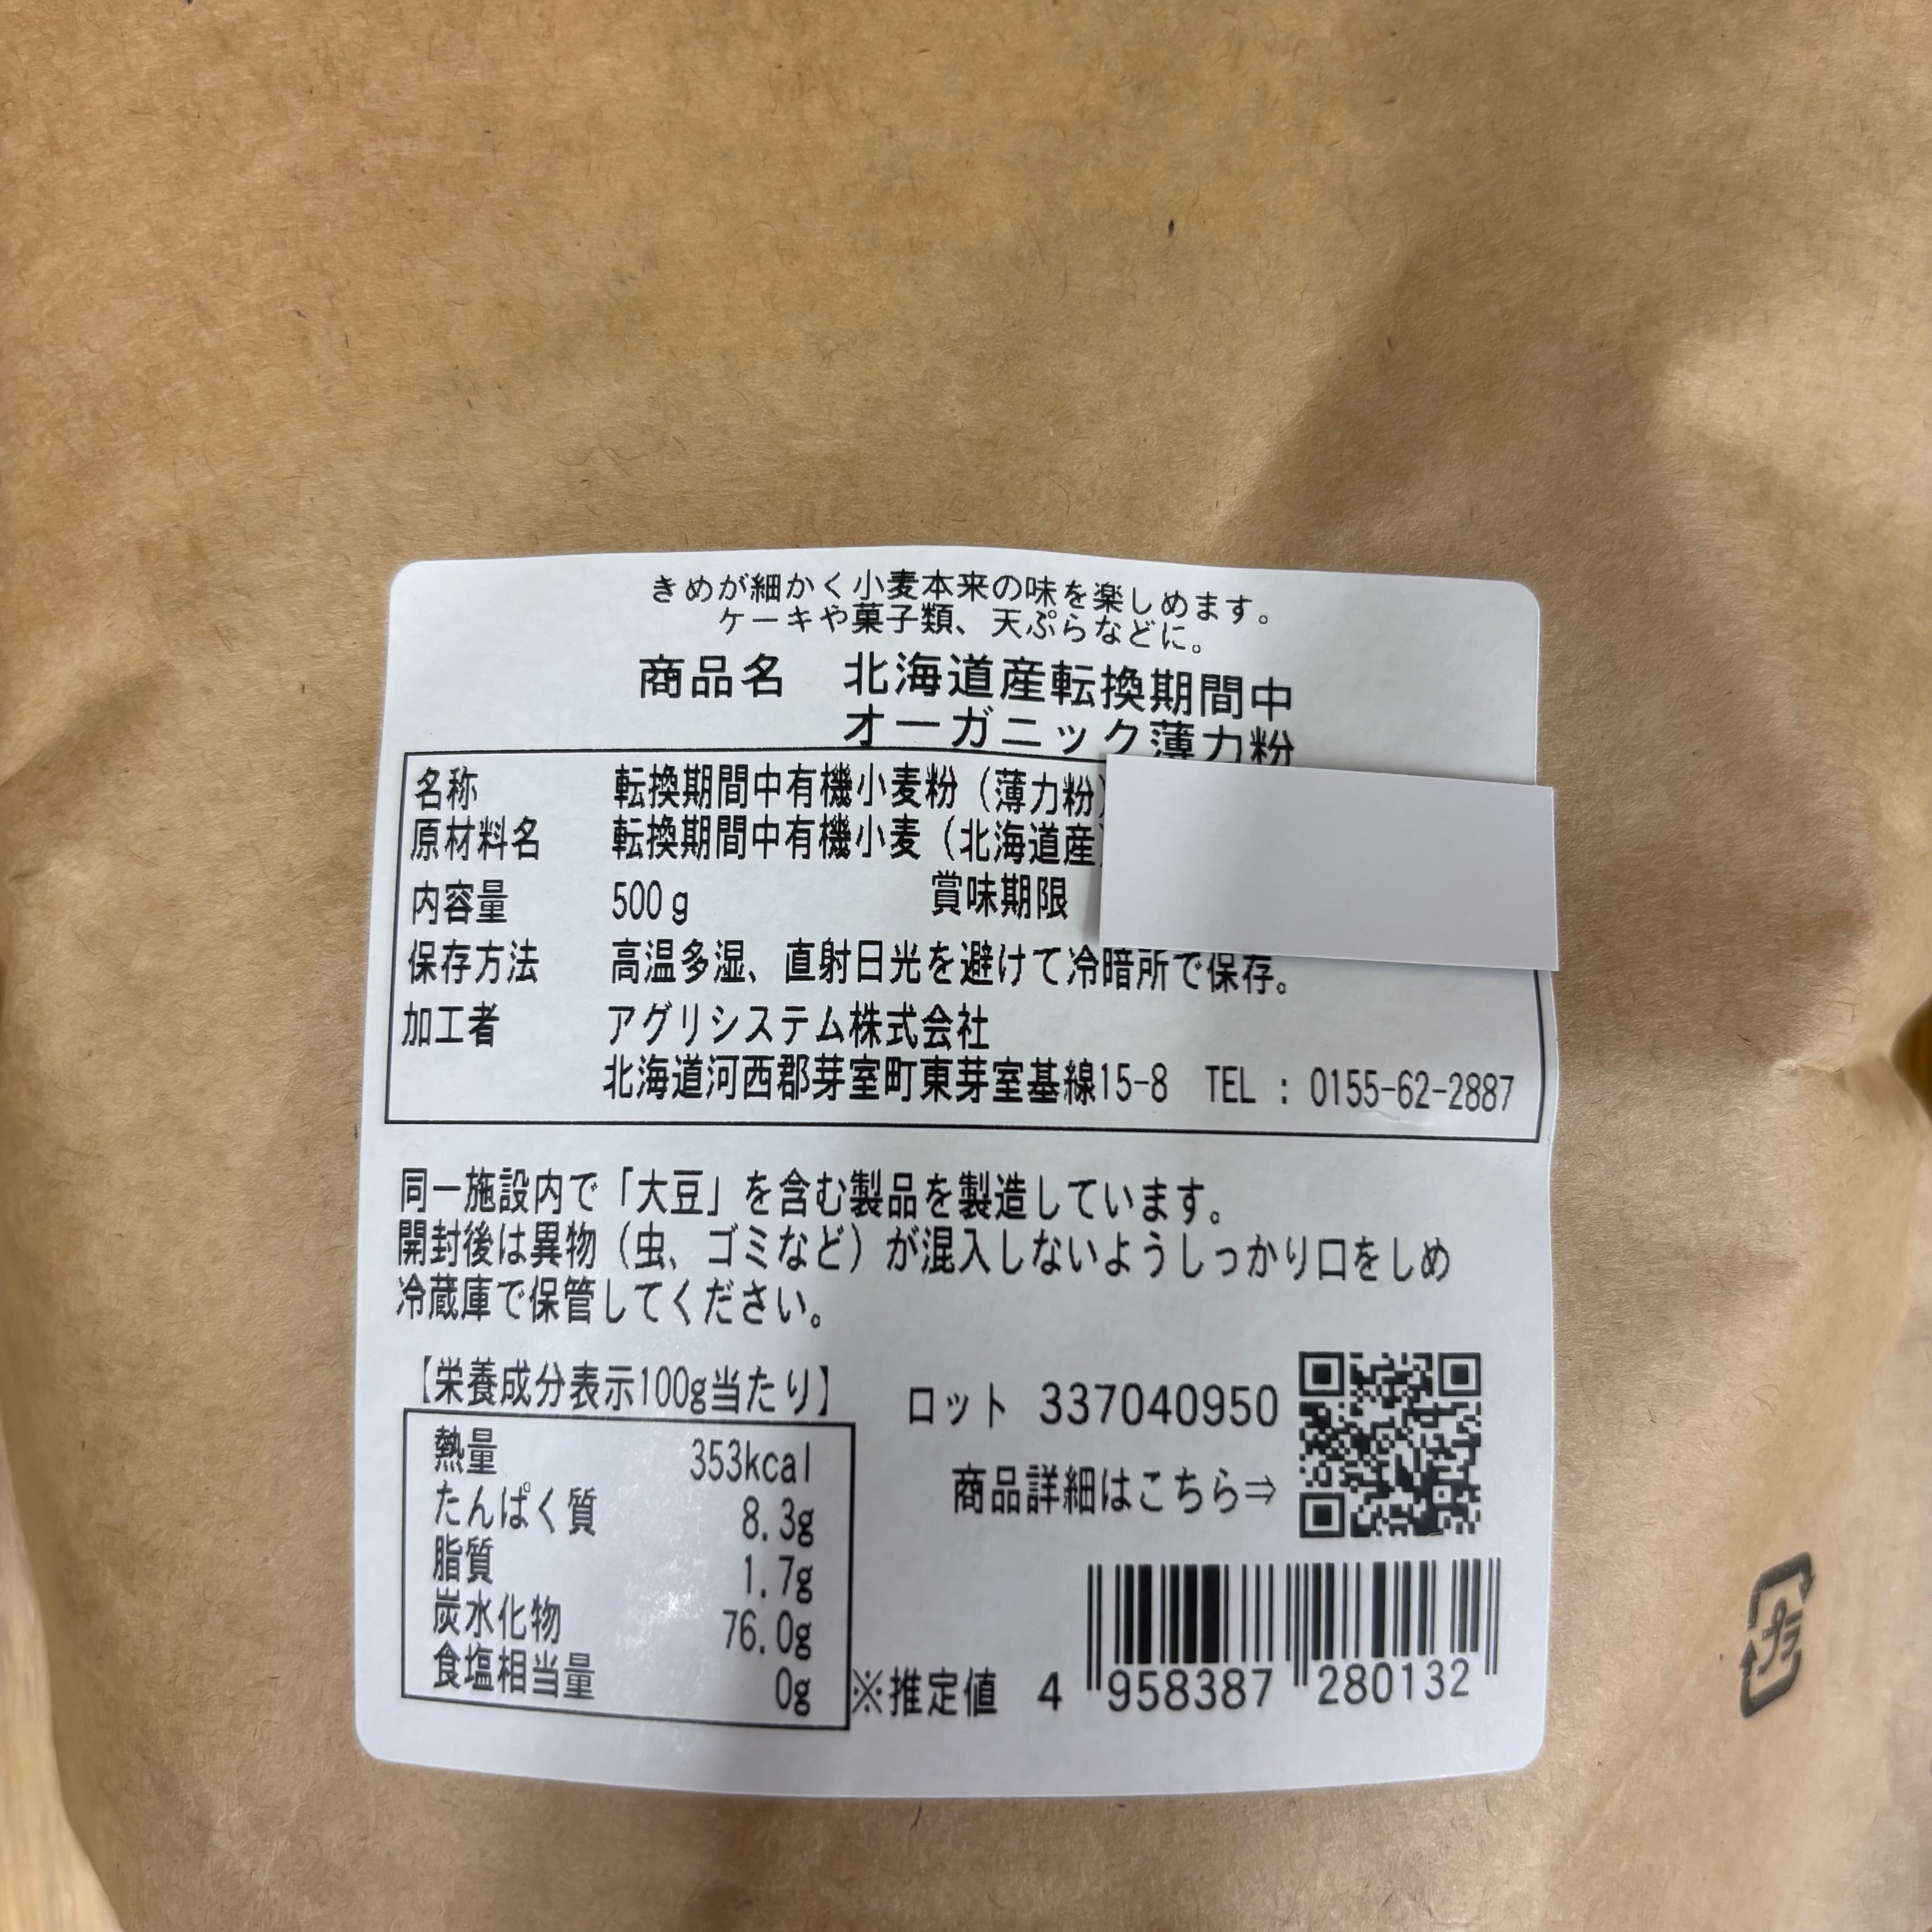 きめが細かく小麦本来の味を楽しめます。
ケーキや菓子類、天ぷらなどに。
商品名 北海道産転換期間中
オーガニック薄力粉
名称 転換期間中有機小麦粉（薄力粉）
原材料名 転換期間中有機小麦（北海道産）
内容量 500g 賞味期限
保存方法 高温多湿、直射日光を避けて冷暗所で保存。
加工者 アグリシステム株式会社
北海道河西郡芽室町東芽室基線15-8 TEL : 0155-62-2887
同一施設内で「大豆」を含む製品を製造しています。
開封後は異物（虫、ゴミなど）が混入しないようしっかり口をしめ
冷蔵庫で保管してください。
【栄養成分表示100g当たり】
熱量 353kcal
たんぱく質 8.3g
脂質 1.7g
炭水化物 76.0g
食塩相当量 0g
※推定値
ロット 337040950
商品詳細はこちら⇒
4 958387 280132
プラ